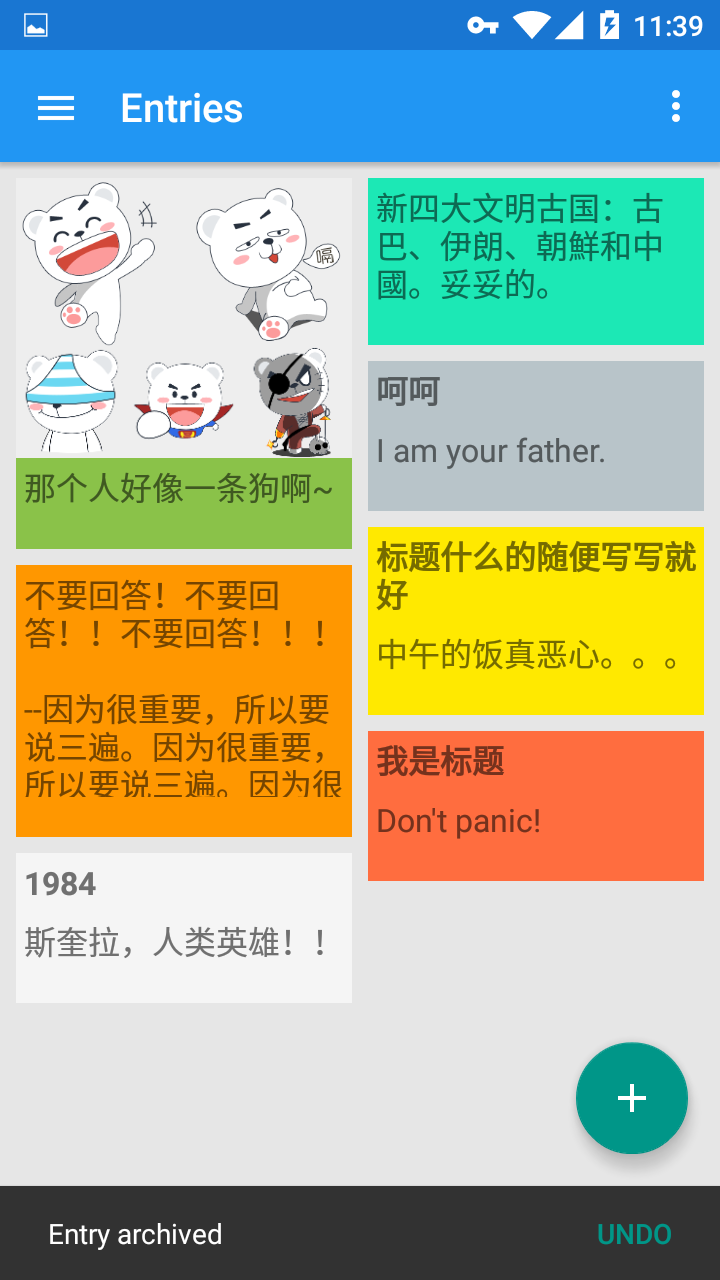 11:39
Entries
嗝
那个人好像一条狗啊~
不要回答！不要回
答！！不要回答！！！
--因为很重要，所以要
说三遍。因为很重要，
所以要说三遍。因为很
1984
斯奎拉，人类英雄！！
新四大文明古国：古
巴、伊朗、朝鮮和中
國。妥妥的。
呵呵
I am your father.
标题什么的随便写写就
好
中午的饭真恶心。。。
我是标题
Don't panic!
Entry archived
UNDO